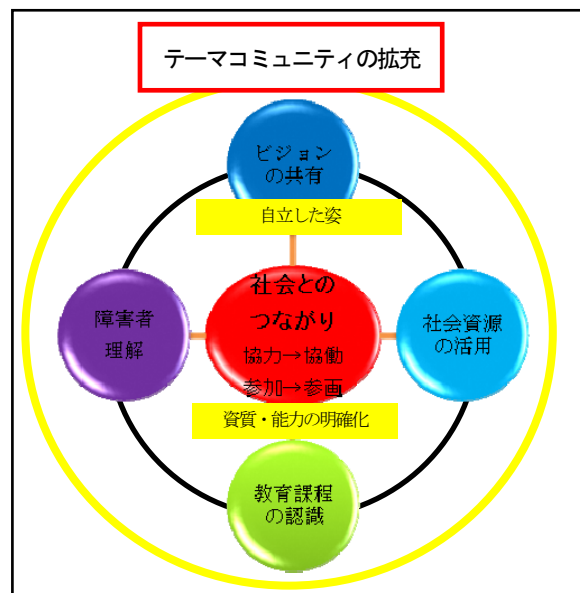 テーマコミュニティの拡充
ビジョン
の共有
自立した姿
障害者
理解
社会との
つながり
協力→協働
参加→参画
社会資源
の活用
資質・能力の明確化
教育課程
の認識